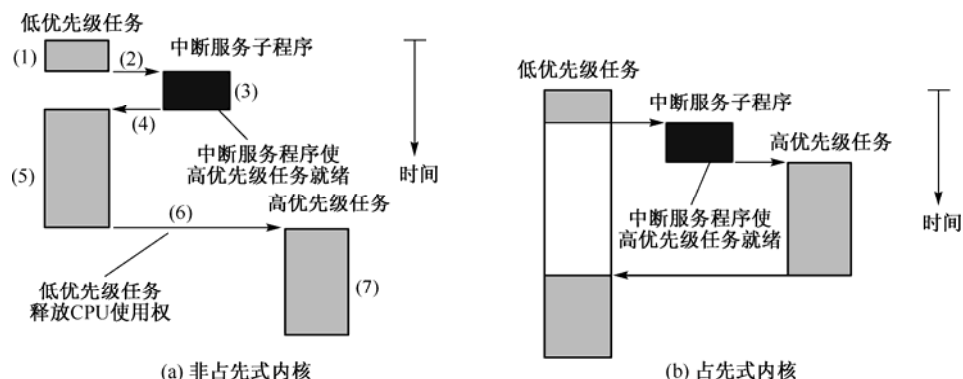 低优先级任务
(1)
(2)
中断服务子程序
(3)
(4)
中断服务程序使
高优先级任务就绪
时间
(5)
高优先级任务
(6)
低优先级任务
释放CPU使用权
(7)
(a) 非占先式内核
低优先级任务
中断服务子程序
高优先级任务
中断服务程序使
高优先级任务就绪
时间
(b) 占先式内核